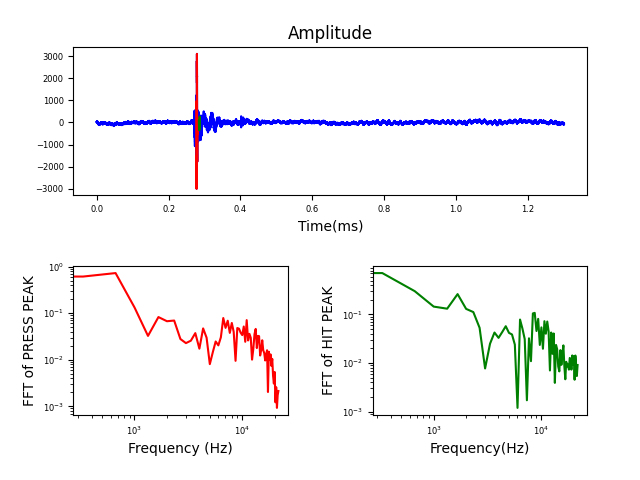 Amplitude
3000
2000
1000
0
−1000
−2000
−3000
0.0 0.2 0.4 0.6 0.8 1.0 1.2
Time(ms)
FFT of PRESS PEAK
10⁰
10⁻¹
10⁻²
10⁻³
10³ 10⁴
Frequency (Hz)
FFT of HIT PEAK
10⁻¹
10⁻²
10⁻³
10³ 10⁴
Frequency(Hz)